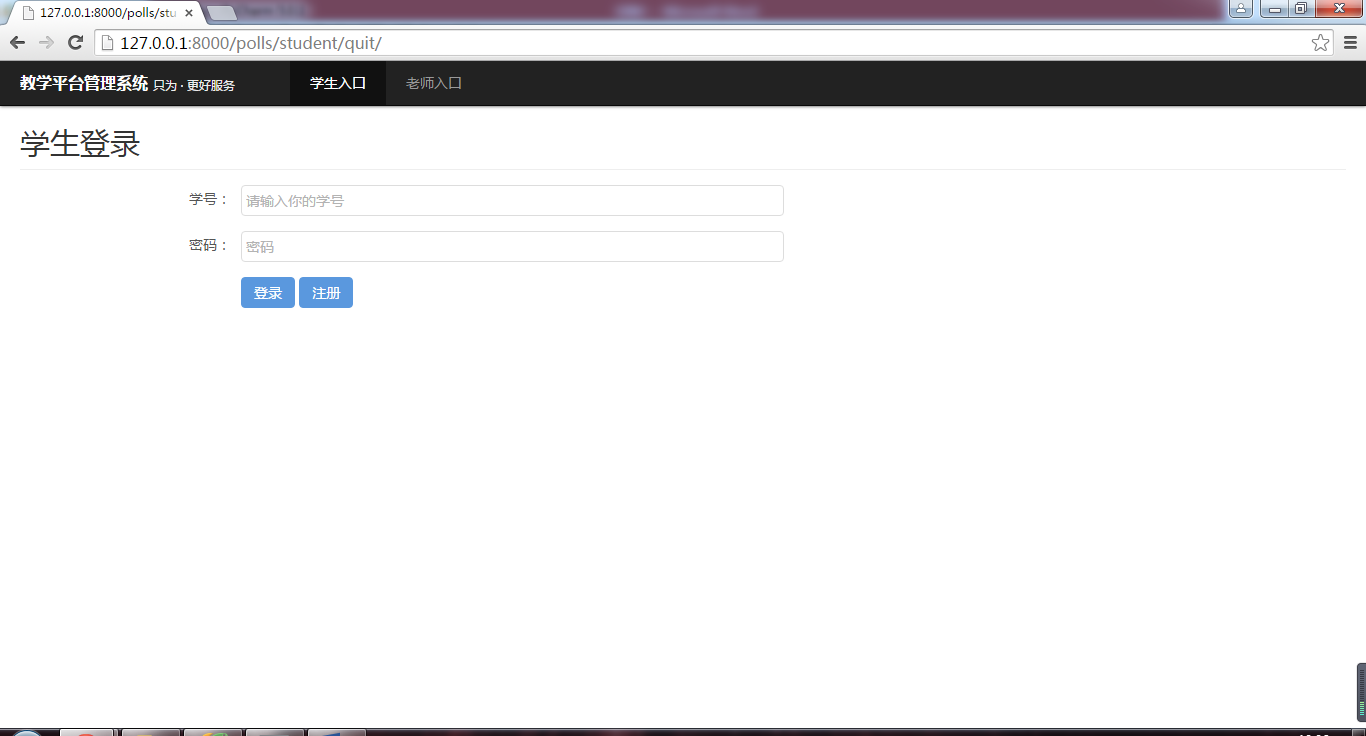 127.0.0.1:8000/polls/stu
127.0.0.1:8000/polls/student/quit/
教学平台管理系统 只为 · 更好服务 学生入口 老师入口
学生登录
学号： 请输入你的学号
密码： 密码
登录 注册